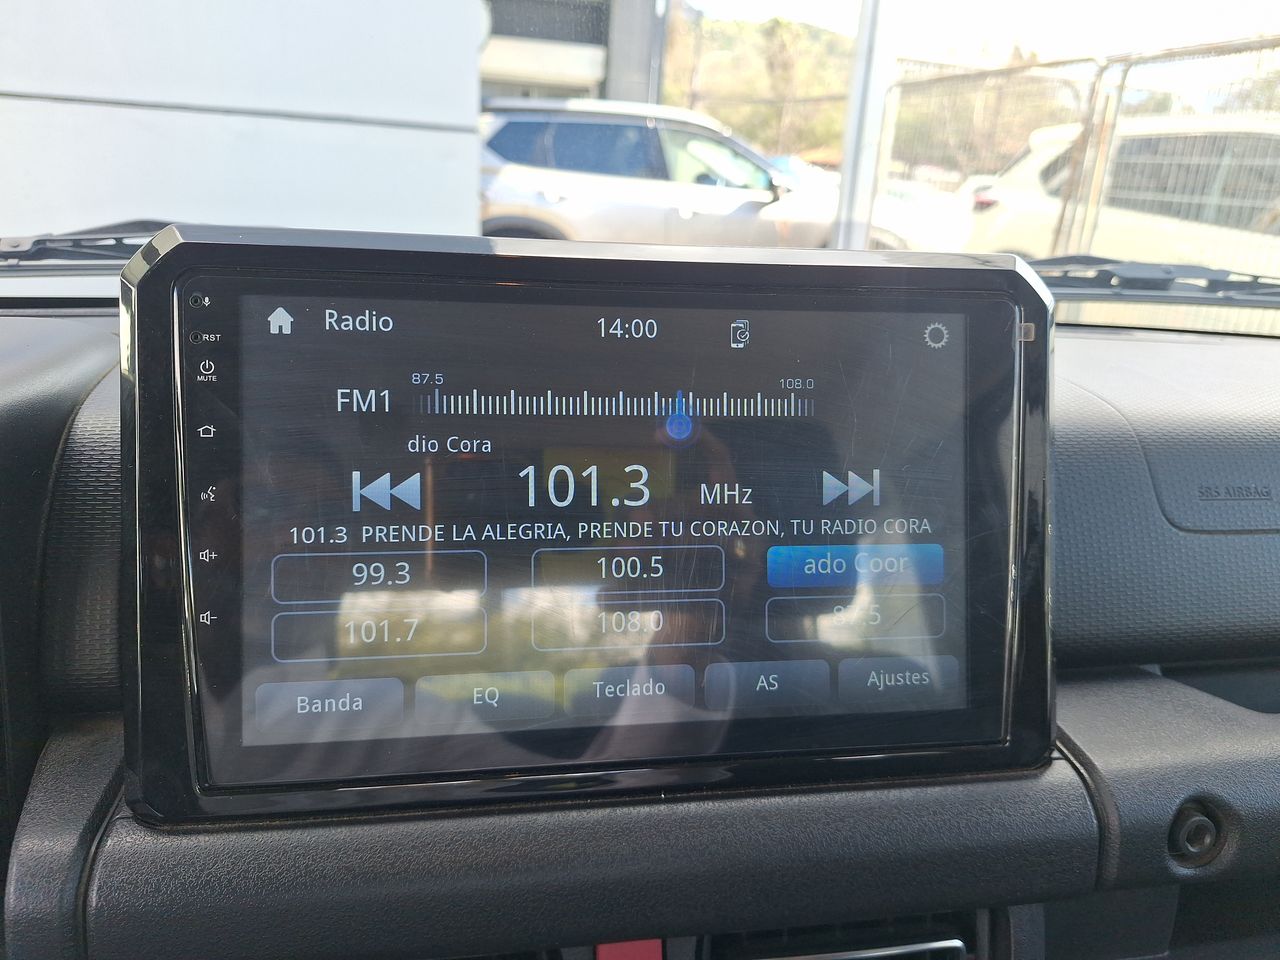 Radio 14:00
RST
MUTE
87.5 108.0
FM1
dio Cora
101.3 MHz
101.3 PRENDE LA ALEGRIA, PRENDE TU CORAZON, TU RADIO CORA
99.3 100.5 ado Coor
101.7 108.0 87.5
Banda EQ Teclado AS Ajustes
SRS AIRBAG